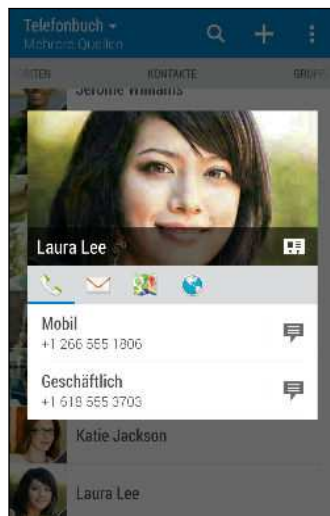 Telefonbuch
Mehrere Quellen
KONTAKTE
Jerome Williams
Laura Lee
Mobil
+1 266 555 1806
Geschäftlich
+1 618 555 3703
Katie Jackson
Laura Lee